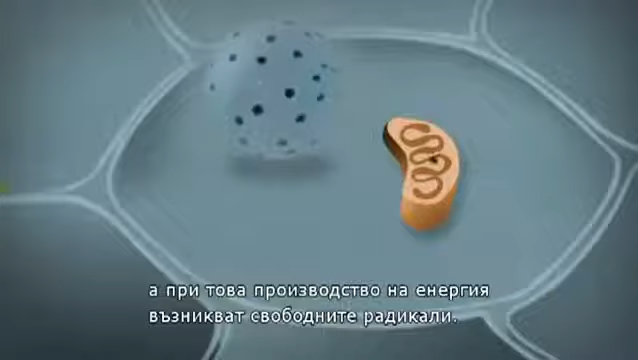 а при това производство на енергия
възникват свободните радикали.